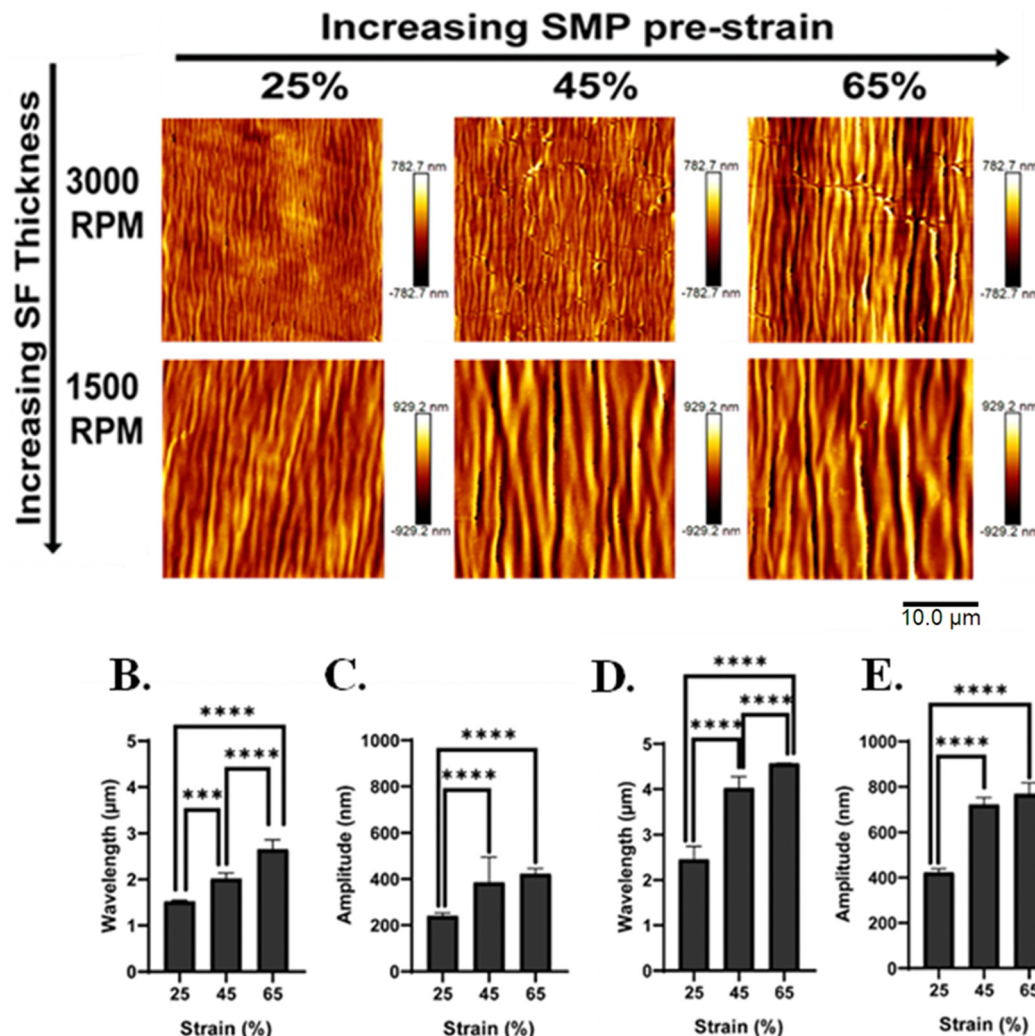 Increasing SMP pre-strain
25% 45% 65%
Increasing SF Thickness
3000
RPM
782.7 nm
-782.7 nm
782.7 nm
-782.7 nm
782.7 nm
-782.7 nm
1500
RPM
929.2 nm
-929.2 nm
929.2 nm
-929.2 nm
929.2 nm
-929.2 nm
10.0 µm
B.
****
***
****
Wavelength (µm)
5
4
3
2
1
0
25 45 65
Strain (%)
C.
****
****
Amplitude (nm)
1000
800
600
400
200
0
25 45 65
Strain (%)
D.
****
****
****
Wavelength (µm)
5
4
3
2
1
0
25 45 65
Strain (%)
E.
****
****
Amplitude (nm)
1000
800
600
400
200
0
25 45 65
Strain (%)